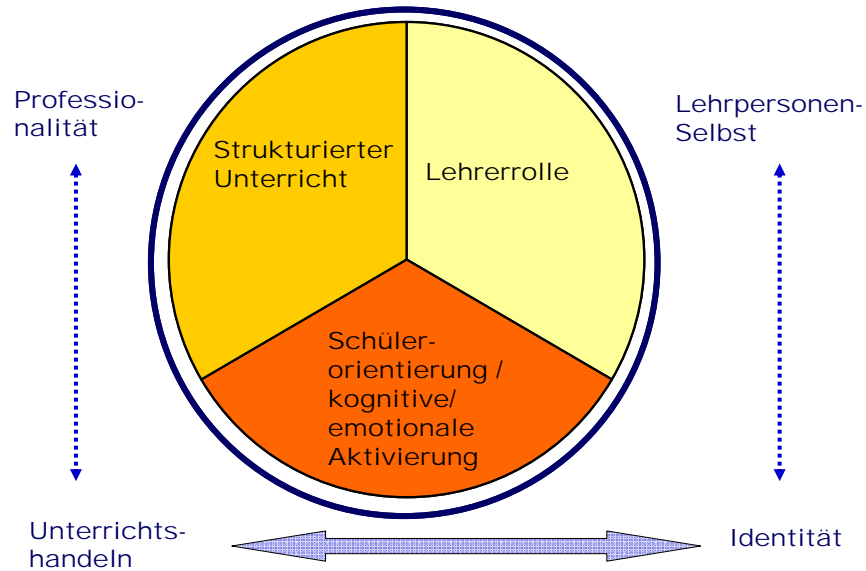 Professio-
nalität
Lehrpersonen-
Selbst
Strukturierter
Unterricht
Lehrerrolle
Schüler-
orientierung /
kognitive/
emotionale
Aktivierung
Unterrichts-
handeln
Identität